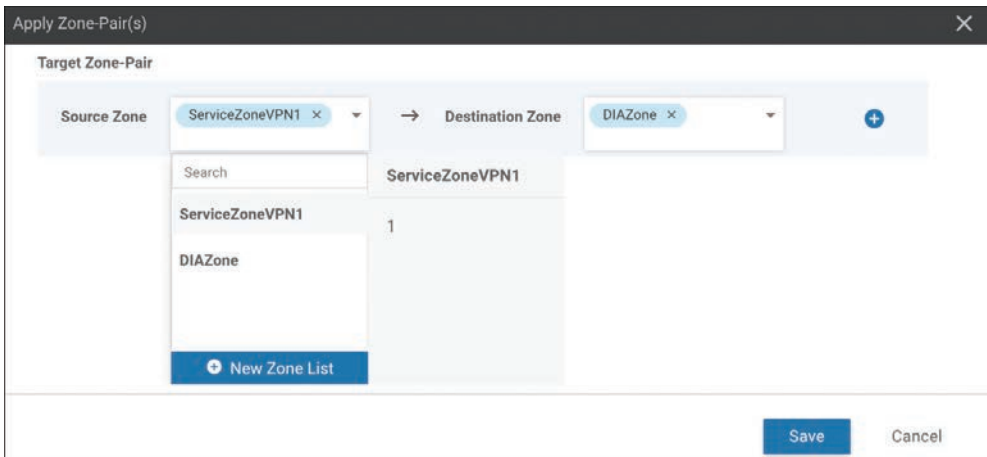 Apply Zone-Pair(s)
Target Zone-Pair
Source Zone ServiceZoneVPN1 × → Destination Zone DIAZone ×
Search
ServiceZoneVPN1
ServiceZoneVPN1
1
DIAZone
New Zone List
Save Cancel